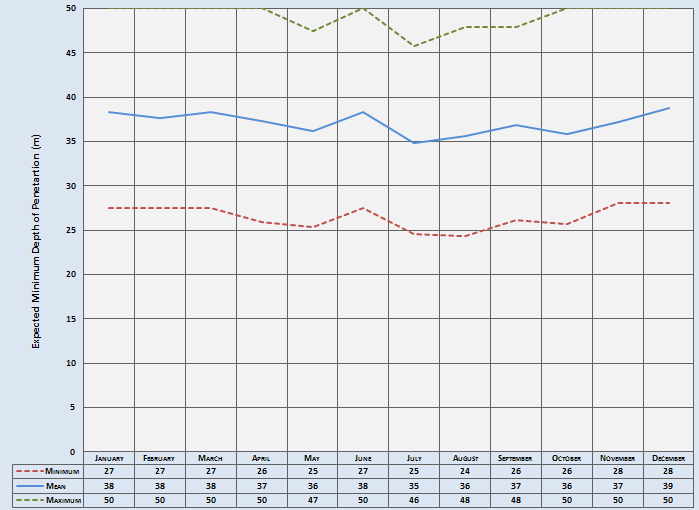 50
45
40
35
30
25
20
15
10
5
0
Expected Minimum Depth of Penetartion (m)
JANUARY FEBRUARY MARCH APRIL MAY JUNE JULY AUGUST SEPTEMBER OCTOBER NOVEMBER DECEMBER
MINIMUM 27 27 27 26 25 27 25 24 26 26 28 28
MEAN 38 38 38 37 36 38 35 36 37 36 37 39
MAXIMUM 50 50 50 50 47 50 46 48 48 50 50 50